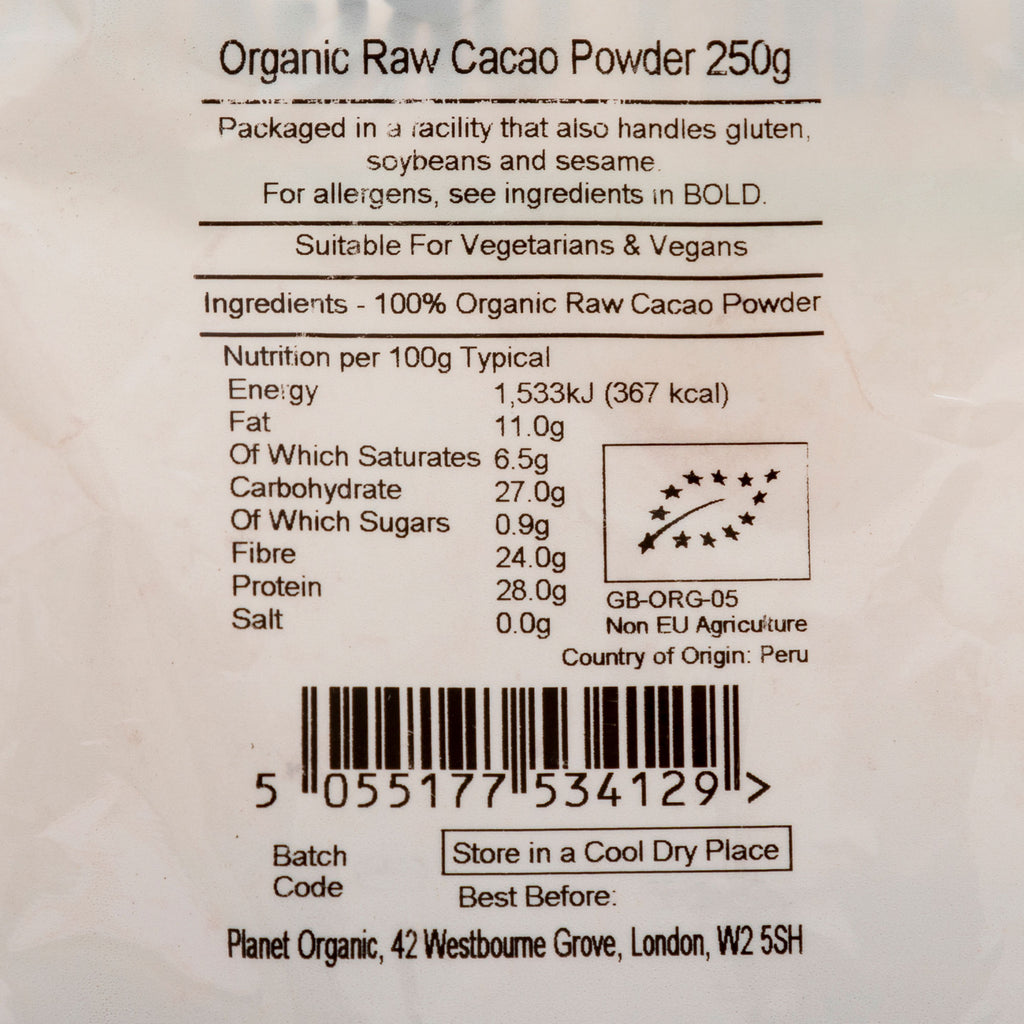 Organic Raw Cacao Powder 250g
Packaged in a facility that also handles gluten,
soybeans and sesame.
For allergens, see ingredients in BOLD.
Suitable For Vegetarians & Vegans
Ingredients - 100% Organic Raw Cacao Powder
Nutrition per 100g Typical
Energy 1,533kJ (367 kcal)
Fat 11.0g
Of Which Saturates 6.5g
Carbohydrate 27.0g
Of Which Sugars 0.9g
Fibre 24.0g
Protein 28.0g
Salt 0.0g
GB-ORG-05
Non EU Agriculture
Country of Origin: Peru
5 055177 534129 >
Batch
Code
Store in a Cool Dry Place
Best Before:
Planet Organic, 42 Westbourne Grove, London, W2 5SH